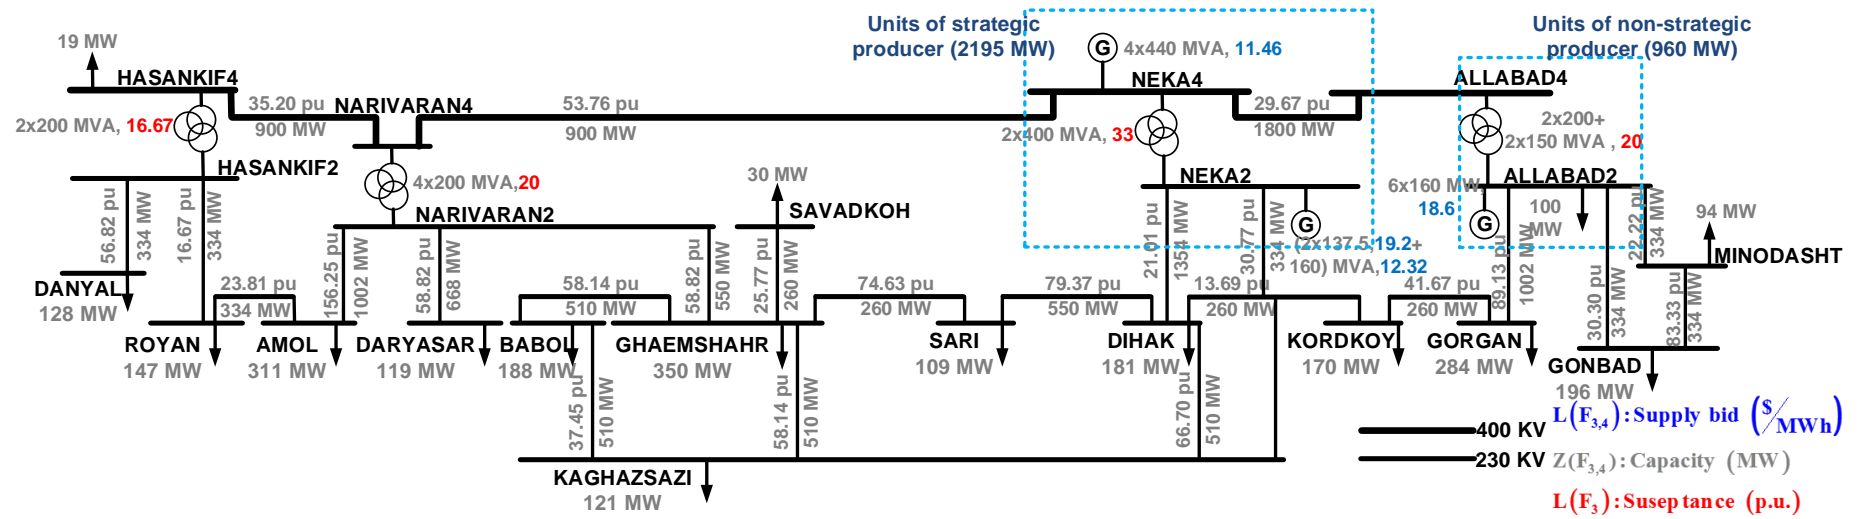 Units of strategic
producer (2195 MW)
Units of non-strategic
producer (960 MW)
19 MW
HASANKIF4
35.20 pu
900 MW
NARIVARAN4
53.76 pu
900 MW
G
4x440 MVA, 11.46
NEKA4
29.67 pu
1800 MW
ALLABAD4
2x200 MVA, 16.67
2x400 MVA, 33
2x200+
2x150 MVA , 20
HASANKIF2
4x200 MVA,20
NARIVARAN2
30 MW
SAVADKOH
NEKA2
G
(2x137.5,19.2+
160) MVA,12.32
6x160 MW,
18.6
G
ALLABAD2
100
MW
94 MW
MINODASHT
56.82 pu
334 MW
16.67 pu
334 MW
156.25 pu
1002 MW
58.82 pu
668 MW
58.82 pu
550 MW
25.77 pu
260 MW
21.01 pu
1354 MW
30.77 pu
334 MW
89.13 pu
1002 MW
22.22 pu
334 MW
30.30 pu
334 MW
83.33 pu
334 MW
23.81 pu
334 MW
58.14 pu
510 MW
74.63 pu
260 MW
79.37 pu
550 MW
13.69 pu
260 MW
41.67 pu
260 MW
DANYAL
128 MW
ROYAN
147 MW
AMOL
311 MW
DARYASAR
119 MW
BABOL
188 MW
GHAEMSHAHR
350 MW
SARI
109 MW
DIHAK
181 MW
KORDKOY
170 MW
GORGAN
284 MW
GONBAD
196 MW
37.45 pu
510 MW
58.14 pu
510 MW
66.70 pu
510 MW
KAGHAZSAZI
121 MW
400 KV
230 KV
L(F3,4):Supply bid ($/MWh)
Z(F3,4):Capacity (MW)
L(F3):Suseptance (p.u.)